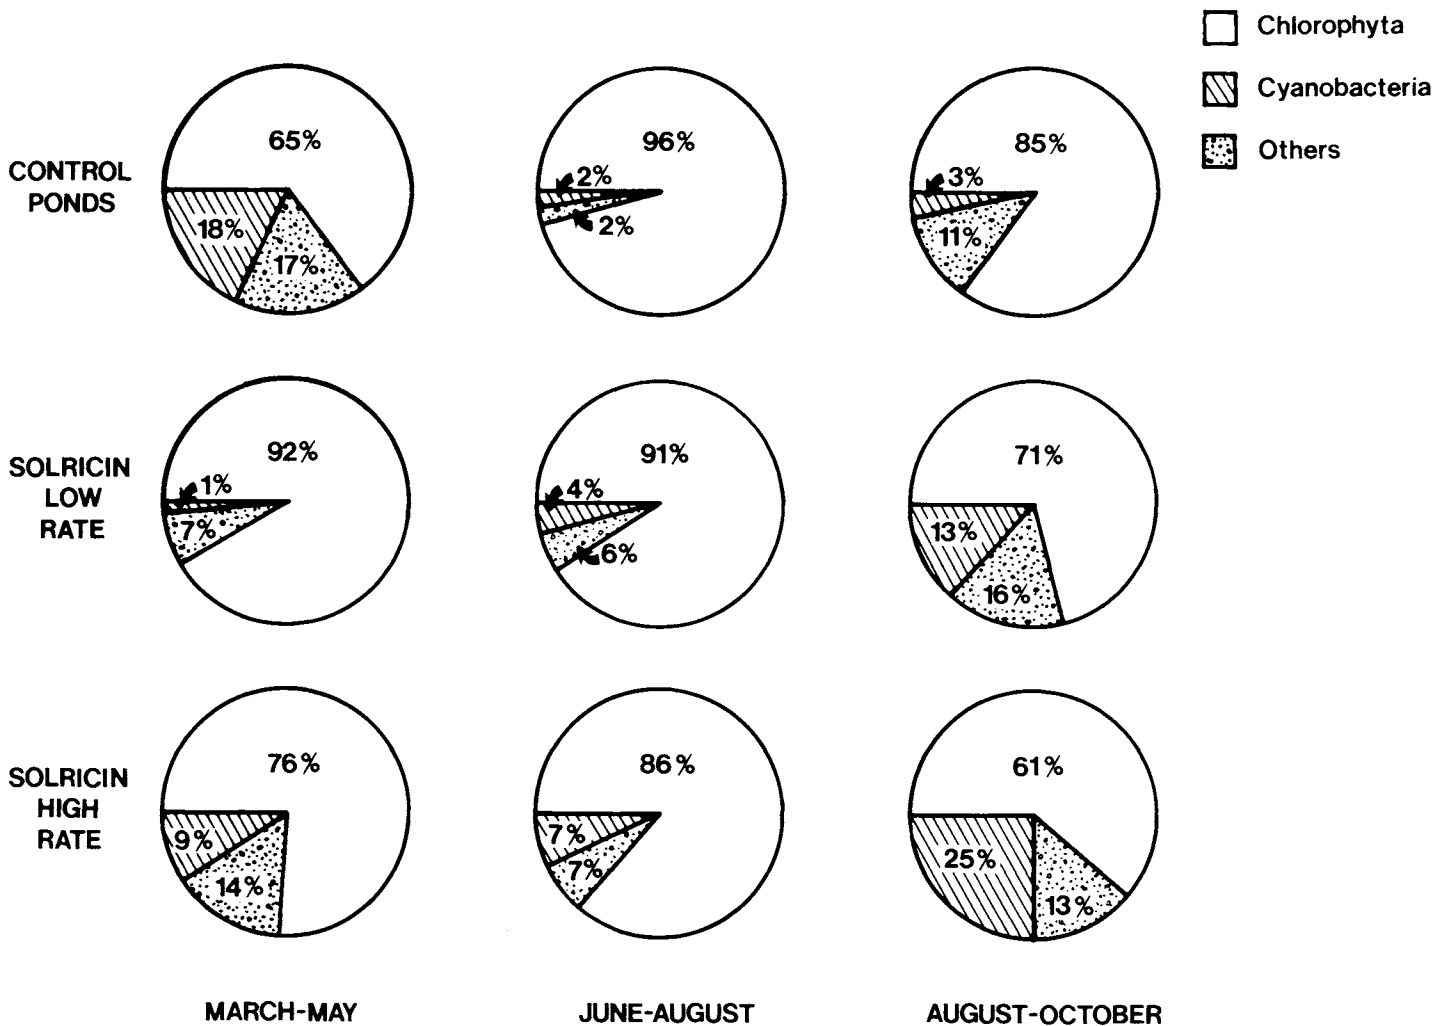 Chlorophyta
Cyanobacteria
Others
CONTROL
PONDS
65%
18%
17%
96%
2%
2%
85%
3%
11%
SOLRICIN
LOW
RATE
92%
1%
7%
91%
4%
6%
71%
13%
16%
SOLRICIN
HIGH
RATE
76%
9%
14%
86%
7%
7%
61%
25%
13%
MARCH-MAY
JUNE-AUGUST
AUGUST-OCTOBER